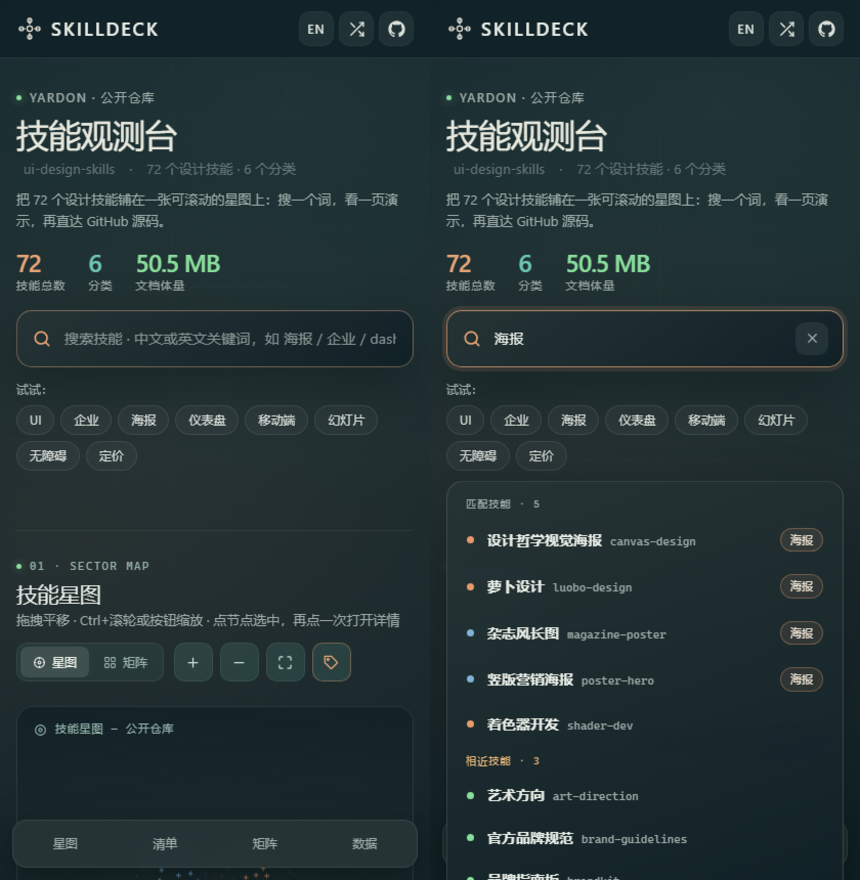 SKILLDECK
EN
YARDON · 公开仓库
技能观测台
ui-design-skills · 72 个设计技能 · 6 个分类
把 72 个设计技能铺在一张可滚动的星图上：搜一个词，看一页演
示，再直达 GitHub 源码。
72 6 50.5 MB
技能总数 分类 文档体量
搜索技能 · 中文或英文关键词，如 海报 / 企业 / dash
试试：
UI 企业 海报 仪表盘 移动端 幻灯片
无障碍 定价
01 · SECTOR MAP
技能星图
拖拽平移 · Ctrl+滚轮或按钮缩放 · 点节点选中，再点一次打开详情
星图 矩阵 + −
技能星图 — 公开仓库
星图 清单 矩阵 数据
SKILLDECK
EN
YARDON · 公开仓库
技能观测台
ui-design-skills · 72 个设计技能 · 6 个分类
把 72 个设计技能铺在一张可滚动的星图上：搜一个词，看一页演
示，再直达 GitHub 源码。
72 6 50.5 MB
技能总数 分类 文档体量
海报
试试：
UI 企业 海报 仪表盘 移动端 幻灯片
无障碍 定价
匹配技能 · 5
设计哲学视觉海报 canvas-design 海报
萝卜设计 luobo-design 海报
杂志风长图 magazine-poster 海报
竖版营销海报 poster-hero 海报
着色器开发 shader-dev
相近技能 · 3
艺术方向 art-direction
官方品牌规范 brand-guidelines
品牌指南板 brandkit